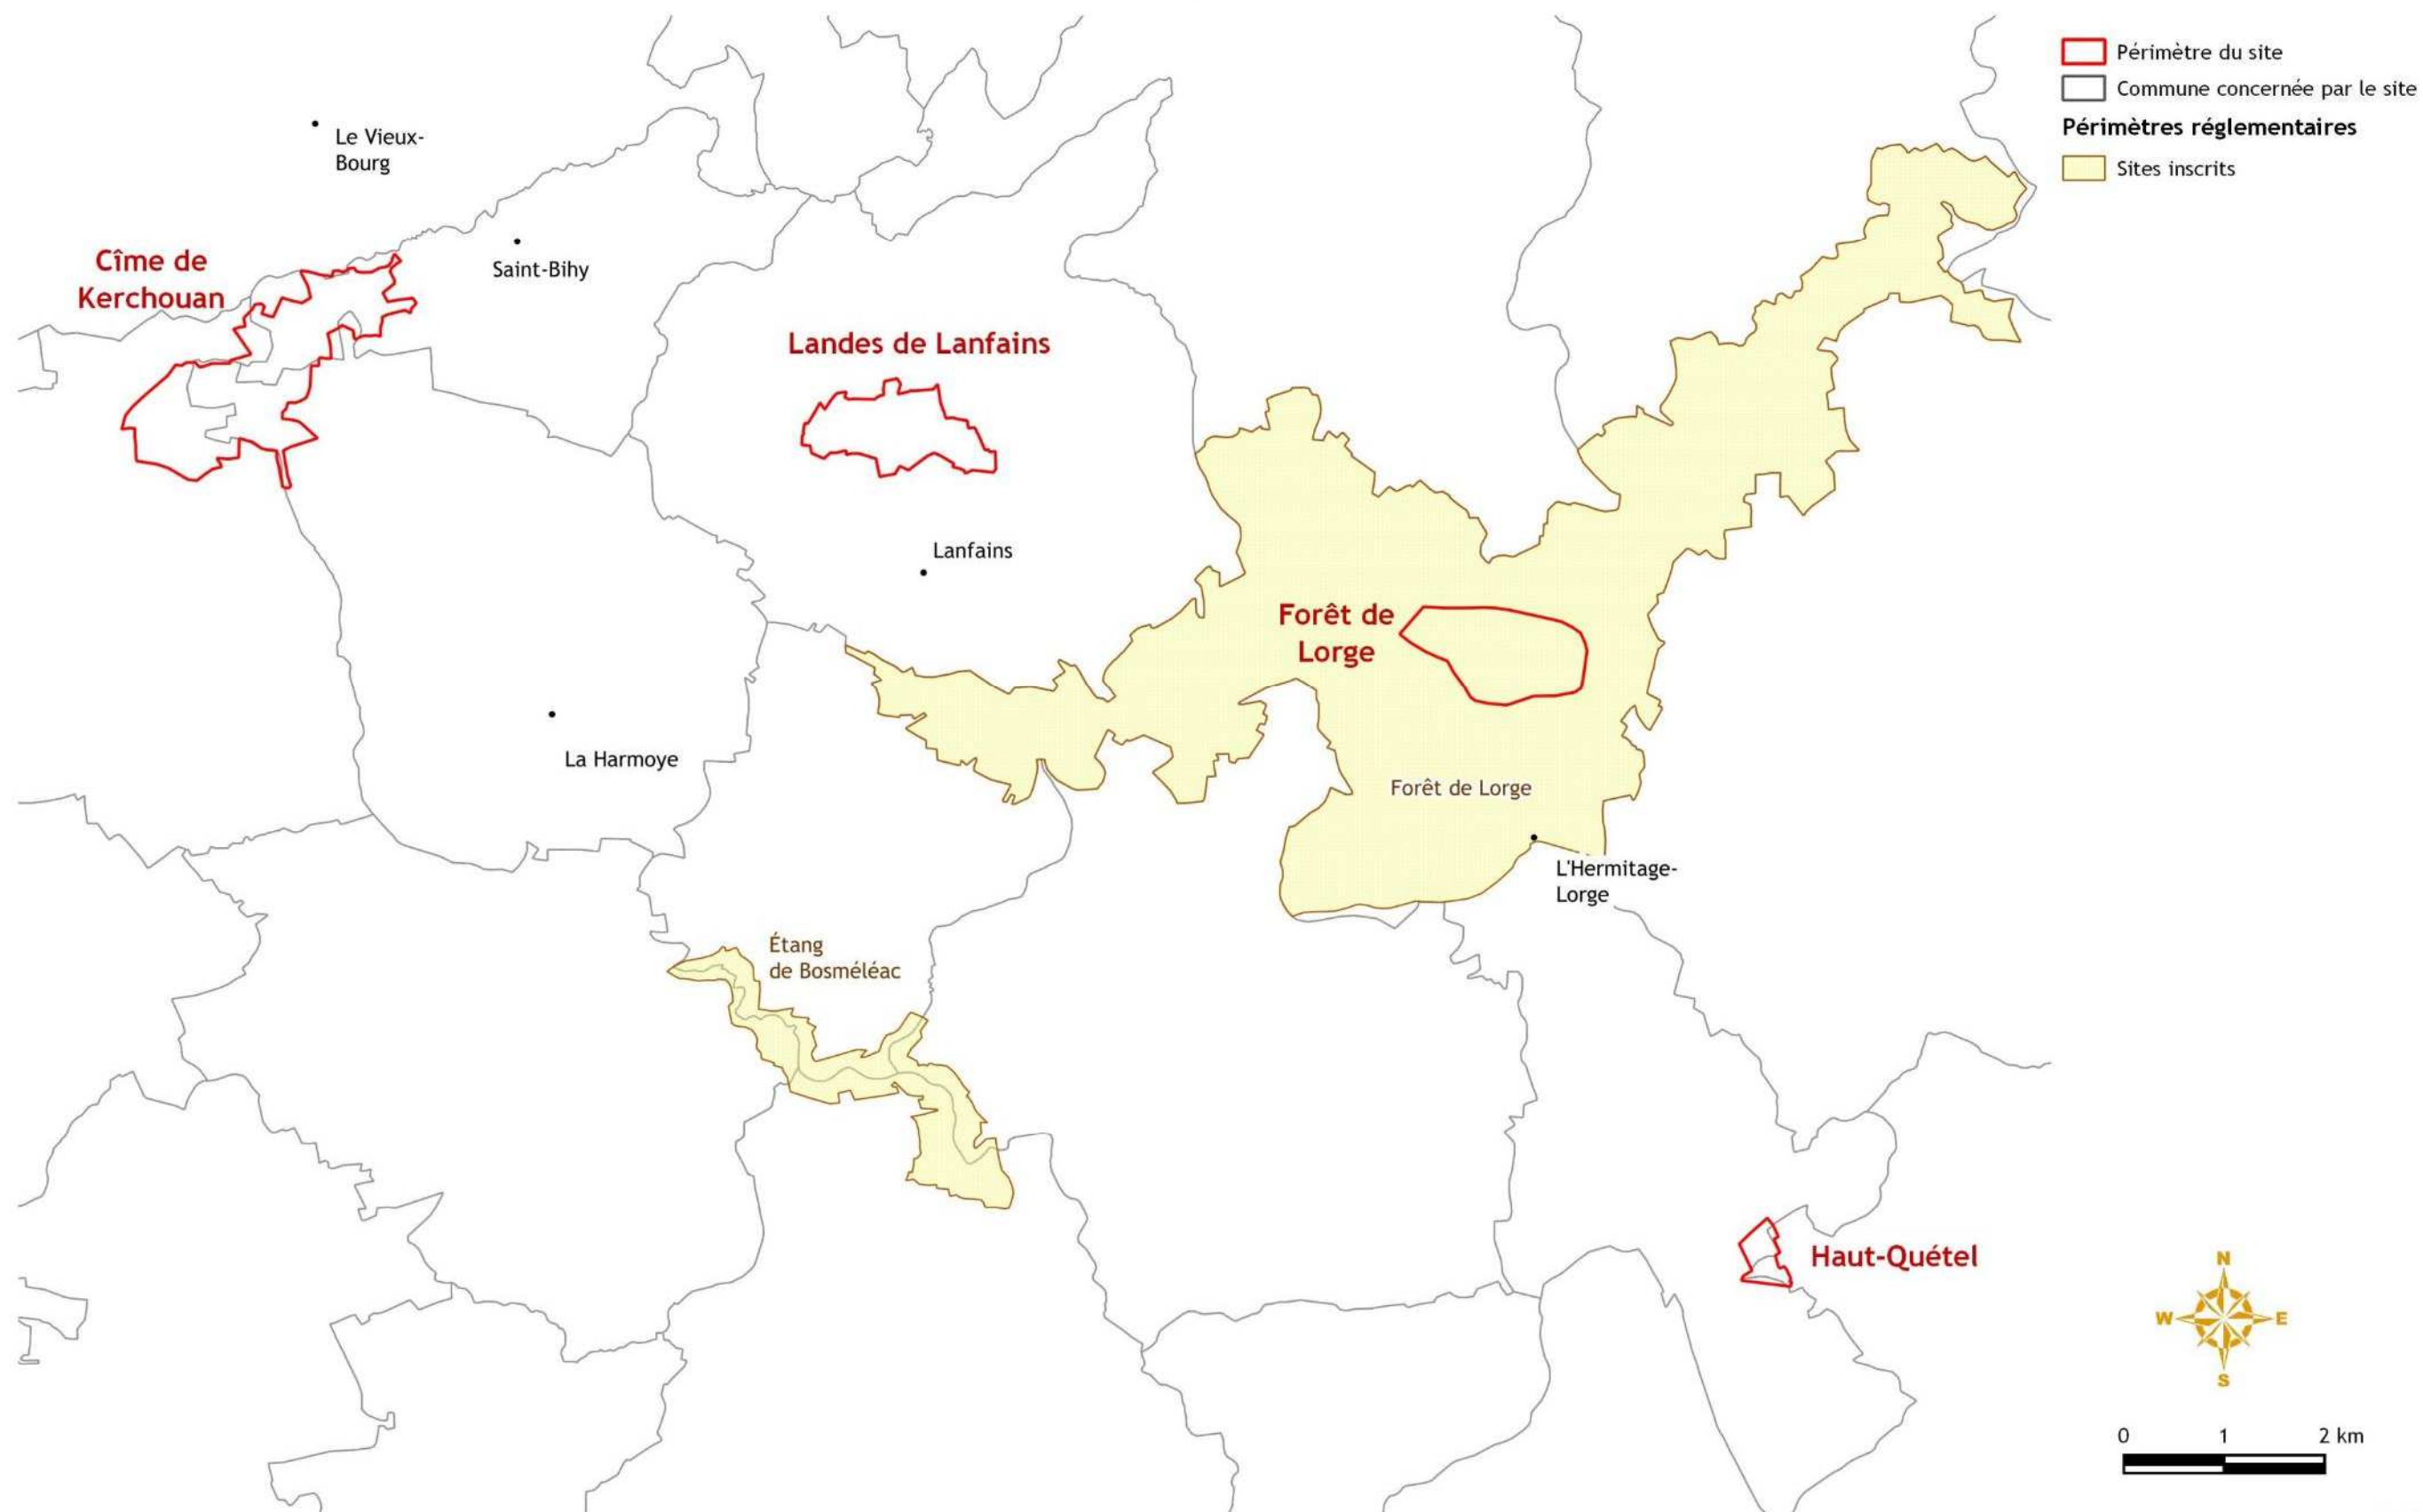 Périmètre du site
Commune concernée par le site
Périmètres réglementaires
Sites inscrits
Le Vieux-
Bourg
Cîme de
Kerchouan
Saint-Bihy
Landes de Lanfains
Lanfains
Forêt de
Lorge
La Harmoye
Forêt de Lorge
L'Hermitage-
Lorge
Étang
de Bosméléac
Haut-Quétel
N
W E
S
0 1 2 km